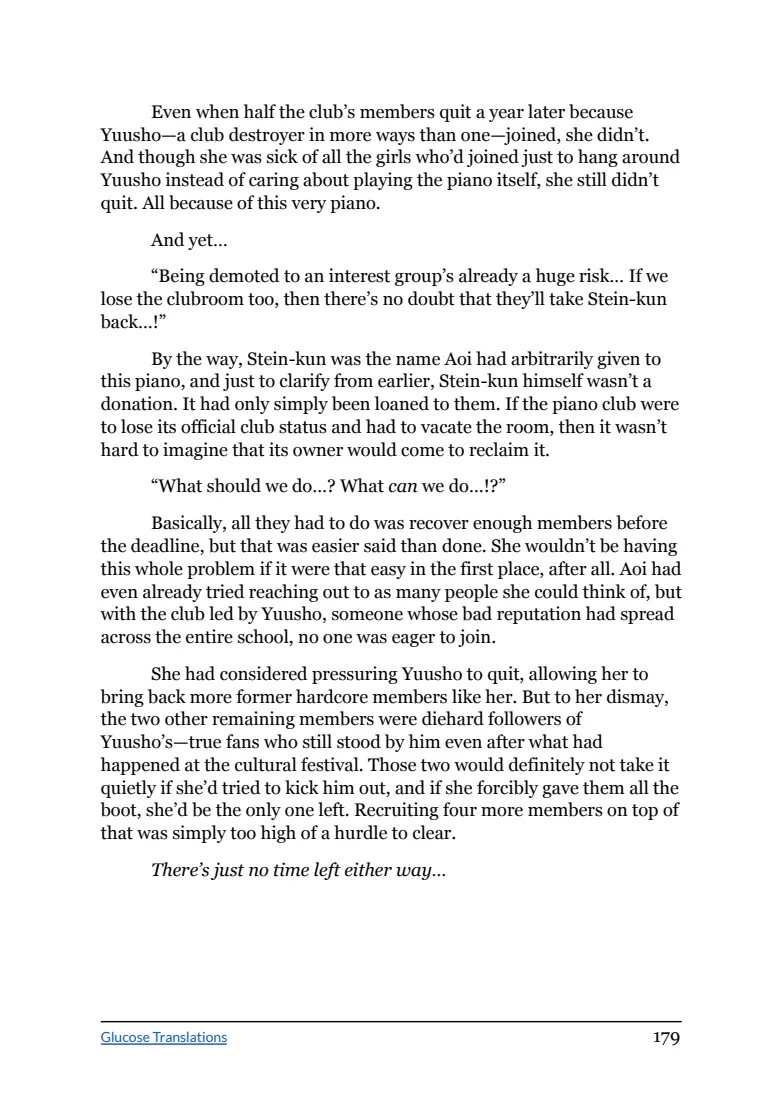 Even when half the club’s members quit a year later because
Yuusho—a club destroyer in more ways than one—joined, she didn’t.
And though she was sick of all the girls who’d joined just to hang around
Yuusho instead of caring about playing the piano itself, she still didn’t
quit. All because of this very piano.
And yet…
“Being demoted to an interest group’s already a huge risk… If we
lose the clubroom too, then there’s no doubt that they’ll take Stein-kun
back…!”
By the way, Stein-kun was the name Aoi had arbitrarily given to
this piano, and just to clarify from earlier, Stein-kun himself wasn’t a
donation. It had only simply been loaned to them. If the piano club were
to lose its official club status and had to vacate the room, then it wasn’t
hard to imagine that its owner would come to reclaim it.
“What should we do…? What can we do…!?”
Basically, all they had to do was recover enough members before
the deadline, but that was easier said than done. She wouldn’t be having
this whole problem if it were that easy in the first place, after all. Aoi had
even already tried reaching out to as many people she could think of, but
with the club led by Yuusho, someone whose bad reputation had spread
across the entire school, no one was eager to join.
She had considered pressuring Yuusho to quit, allowing her to
bring back more former hardcore members like her. But to her dismay,
the two other remaining members were diehard followers of
Yuusho’s—true fans who still stood by him even after what had
happened at the cultural festival. Those two would definitely not take it
quietly if she’d tried to kick him out, and if she forcibly gave them all the
boot, she’d be the only one left. Recruiting four more members on top of
that was simply too high of a hurdle to clear.
There’s just no time left either way…
Glucose Translations 179